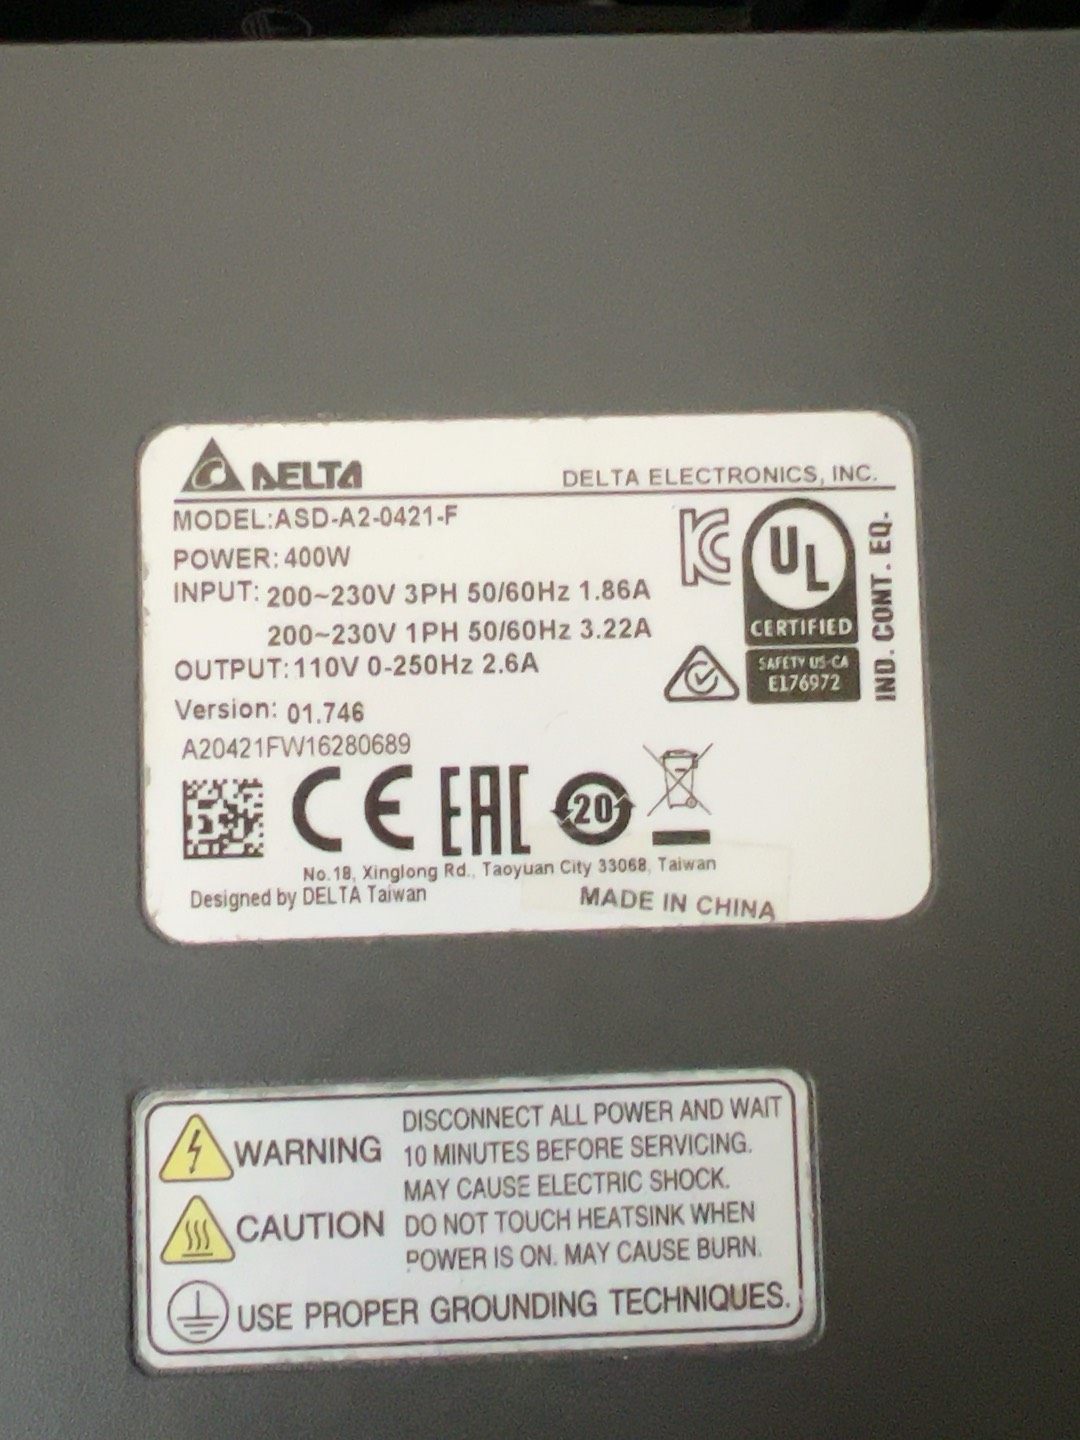 DELTA
DELTA ELECTRONICS, INC.
MODEL:ASD-A2-0421-F
POWER: 400W
INPUT: 200~230V 3PH 50/60Hz 1.86A
200~230V 1PH 50/60Hz 3.22A
OUTPUT:110V 0-250Hz 2.6A
Version: 01.746
A20421FW16280689
UL
CERTIFIED
SAFETY US-CA
E176972
IND. CONT. EQ.
CE EAC 20
No.18, Xinglong Rd., Taoyuan City 33068, Taiwan
Designed by DELTA Taiwan
MADE IN CHINA
WARNING
DISCONNECT ALL POWER AND WAIT
10 MINUTES BEFORE SERVICING.
MAY CAUSE ELECTRIC SHOCK.
CAUTION
DO NOT TOUCH HEATSINK WHEN
POWER IS ON. MAY CAUSE BURN.
USE PROPER GROUNDING TECHNIQUES.